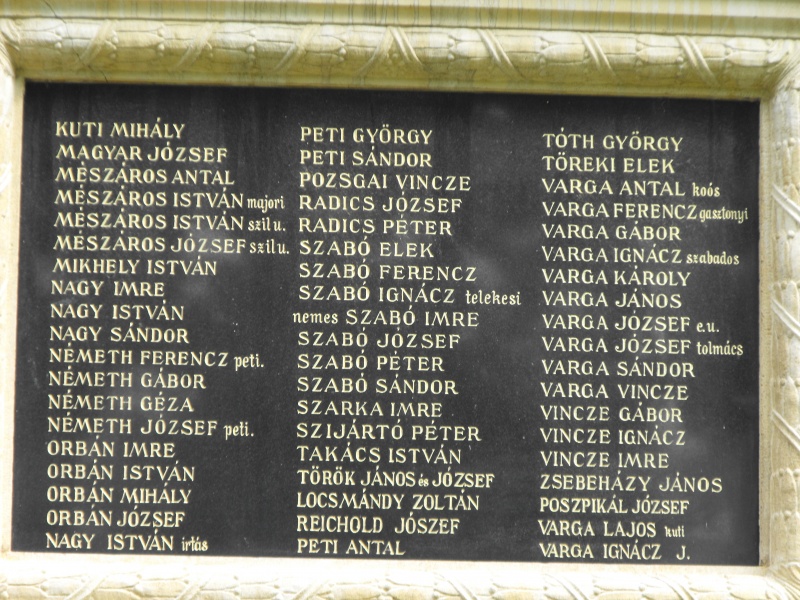 KUTI MIHÁLY
MAGYAR JÓZSEF
MÉSZÁROS ANTAL
MÉSZÁROS ISTVÁN majori
MÉSZÁROS ISTVÁN szil u.
MÉSZÁROS JÓZSEF szil u.
MIKHELY ISTVÁN
NAGY IMRE
NAGY ISTVÁN
NAGY SÁNDOR
NÉMETH FERENCZ peti.
NÉMETH GÁBOR
NÉMETH GÉZA
NÉMETH JÓZSEF peti.
ORBÁN IMRE
ORBÁN ISTVÁN
ORBÁN MIHÁLY
ORBÁN JÓZSEF
NAGY ISTVÁN irtás
PETI GYÖRGY
PETI SÁNDOR
POZSGAI VINCZE
RADICS JÓZSEF
RADICS PÉTER
SZABÓ ELEK
SZABÓ FERENCZ
SZABÓ IGNÁCZ telekesi
nemes SZABÓ IMRE
SZABÓ JÓZSEF
SZABÓ PÉTER
SZABÓ SÁNDOR
SZARKA IMRE
SZIJÁRTÓ PÉTER
TAKÁCS ISTVÁN
TÖRÖK JÁNOS és JÓZSEF
LOCSMÁNDY ZOLTÁN
REICHOLD JÓSZEF
PETI ANTAL
TÓTH GYÖRGY
TÖREKI ELEK
VARGA ANTAL koós
VARGA FERENCZ gasztonyi
VARGA GÁBOR
VARGA IGNÁCZ szabados
VARGA KÁROLY
VARGA JÁNOS
VARGA JÓZSEF e.u.
VARGA JÓZSEF tolmács
VARGA SÁNDOR
VARGA VINCZE
VINCZE GÁBOR
VINCZE IGNÁCZ
VINCZE IMRE
ZSEBEHÁZY JÁNOS
POSZPIKÁL JÓZSEF
VARGA LAJOS kuti
VARGA IGNÁCZ J.